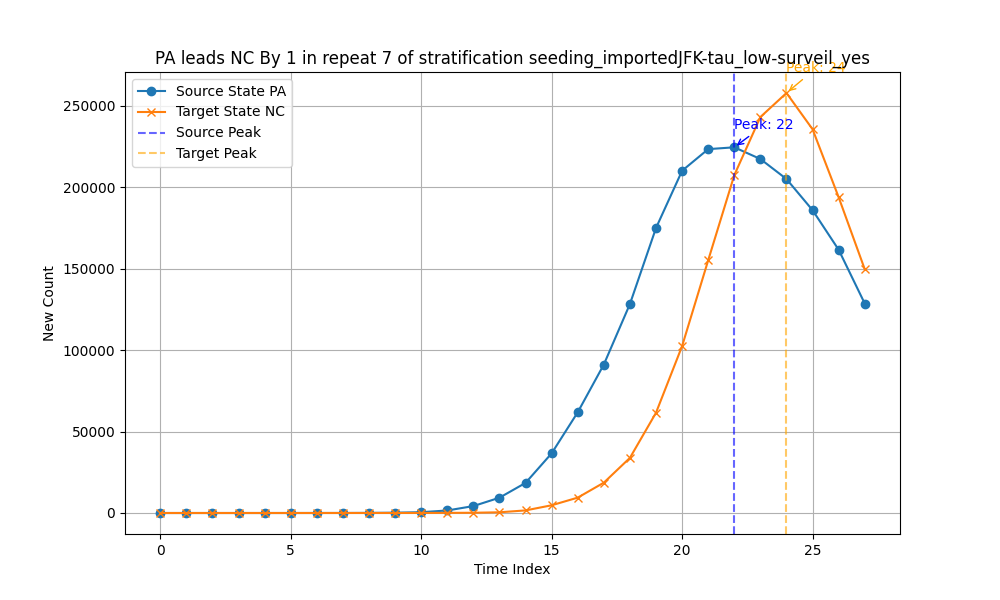 PA leads NC By 1 in repeat 7 of stratification seeding_importedJFK-tau_low-surveil_yes
Peak: 24
Source State PA
Target State NC
Source Peak
Target Peak
Peak: 22
250000
200000
150000
100000
50000
0
New Count
0 5 10 15 20 25
Time Index